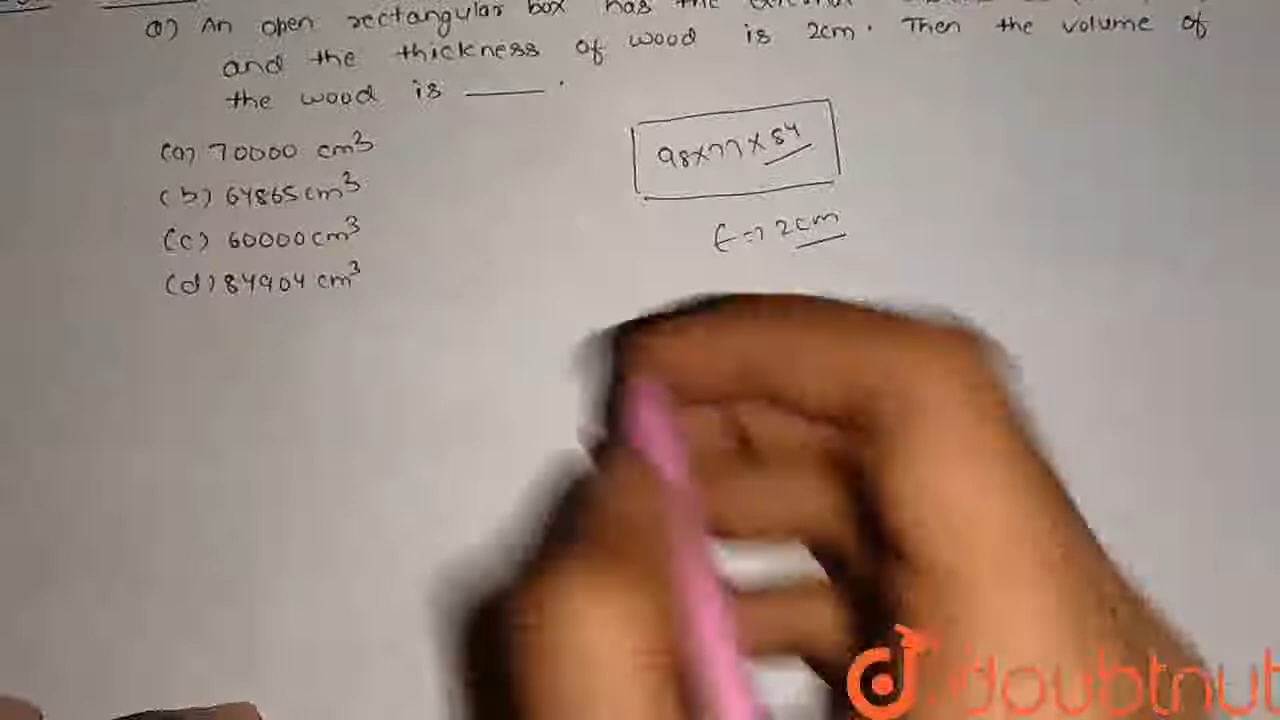 Q) An open rectangular box has the
and the thickness of wood is 2cm. Then the volume of
the wood is ____ .
(a) 70000 cm³
(b) 64865 cm³
(c) 60000 cm³
(d) 84904 cm³
98×77×84
t=> 2cm
doubtnut